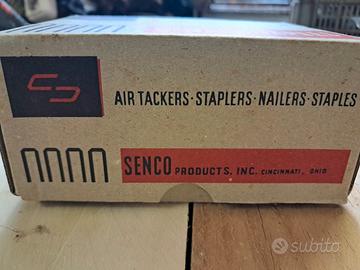 AIR TACKERS · STAPLERS · NAILERS · STAPLES
SENCO PRODUCTS, INC. CINCINNATI, OHIO
subito